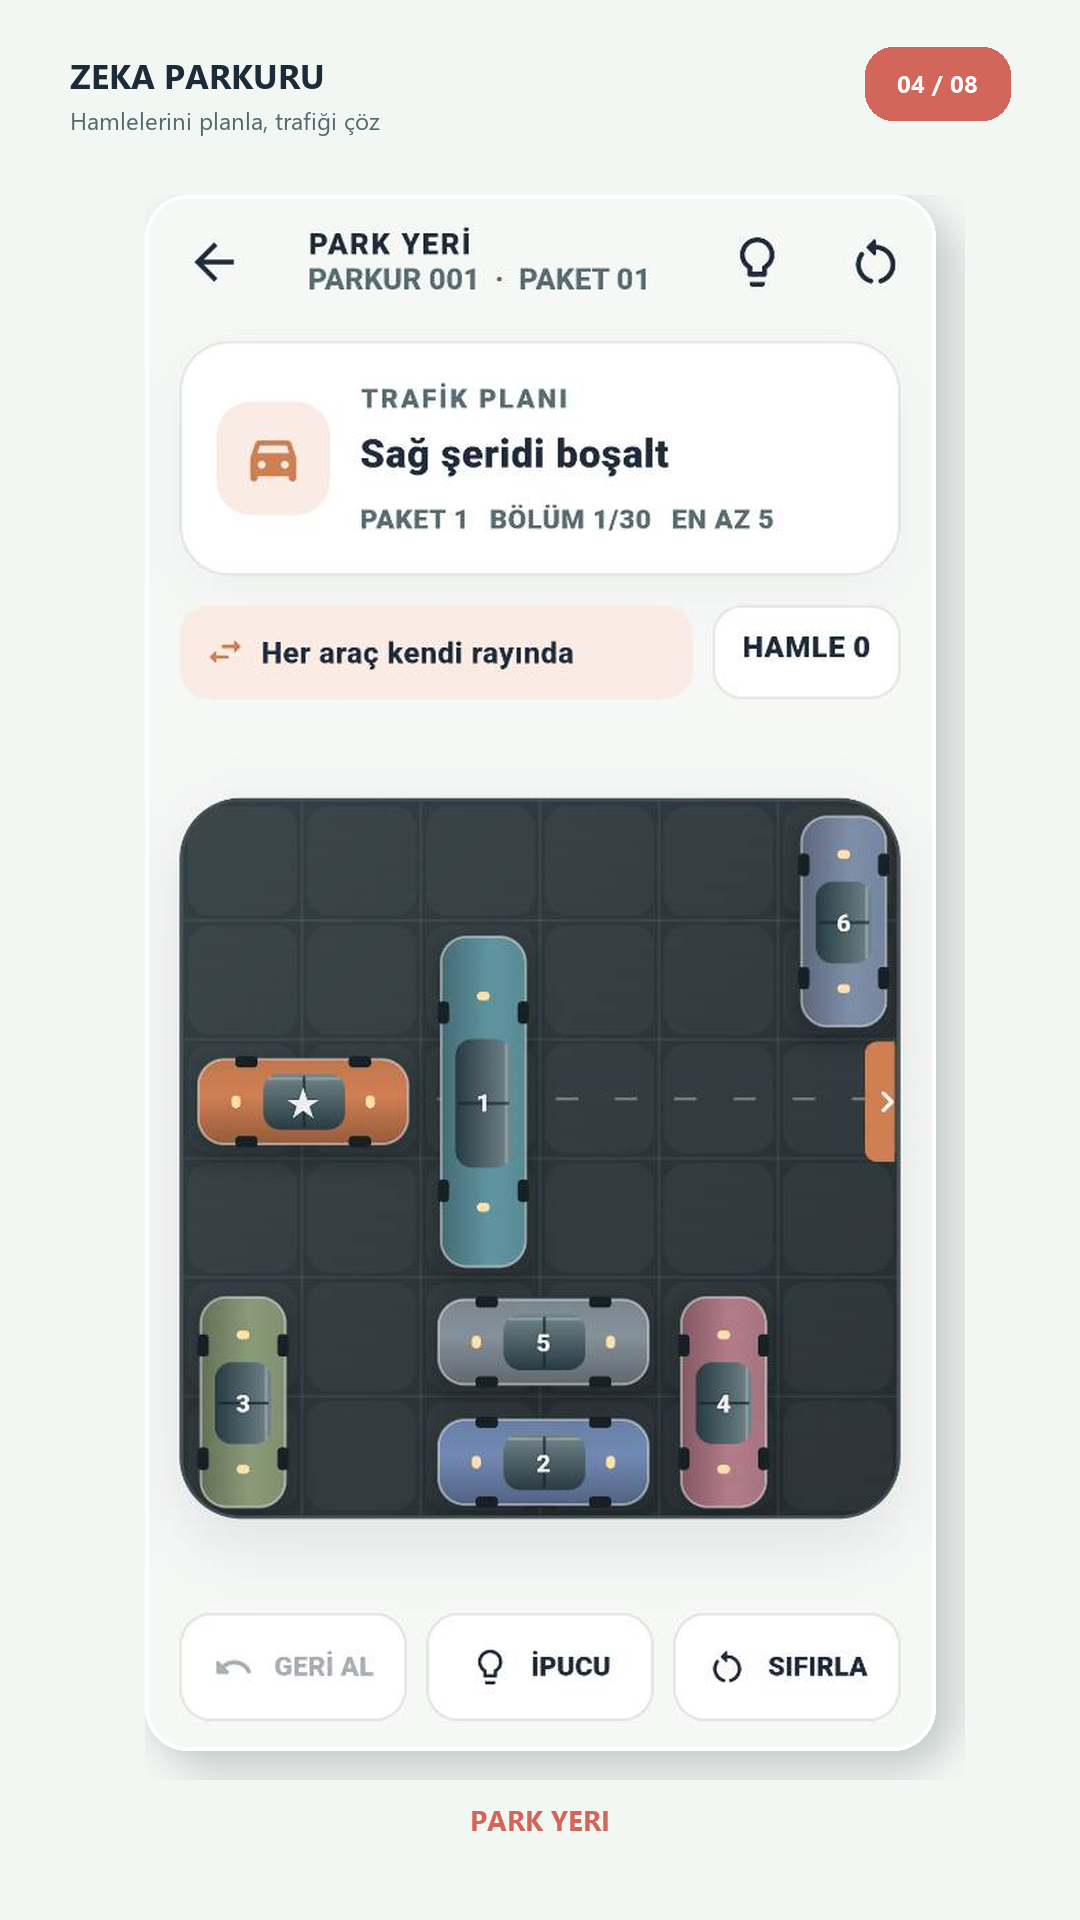 ZEKA PARKURU
Hamlelerini planla, trafiği çöz
04 / 08
PARK YERİ
PARKUR 001 · PAKET 01
TRAFİK PLANI
Sağ şeridi boşalt
PAKET 1 BÖLÜM 1/30 EN AZ 5
Her araç kendi rayında
HAMLE 0
6
1
5
3
4
2
GERİ AL
İPUCU
SIFIRLA
PARK YERI